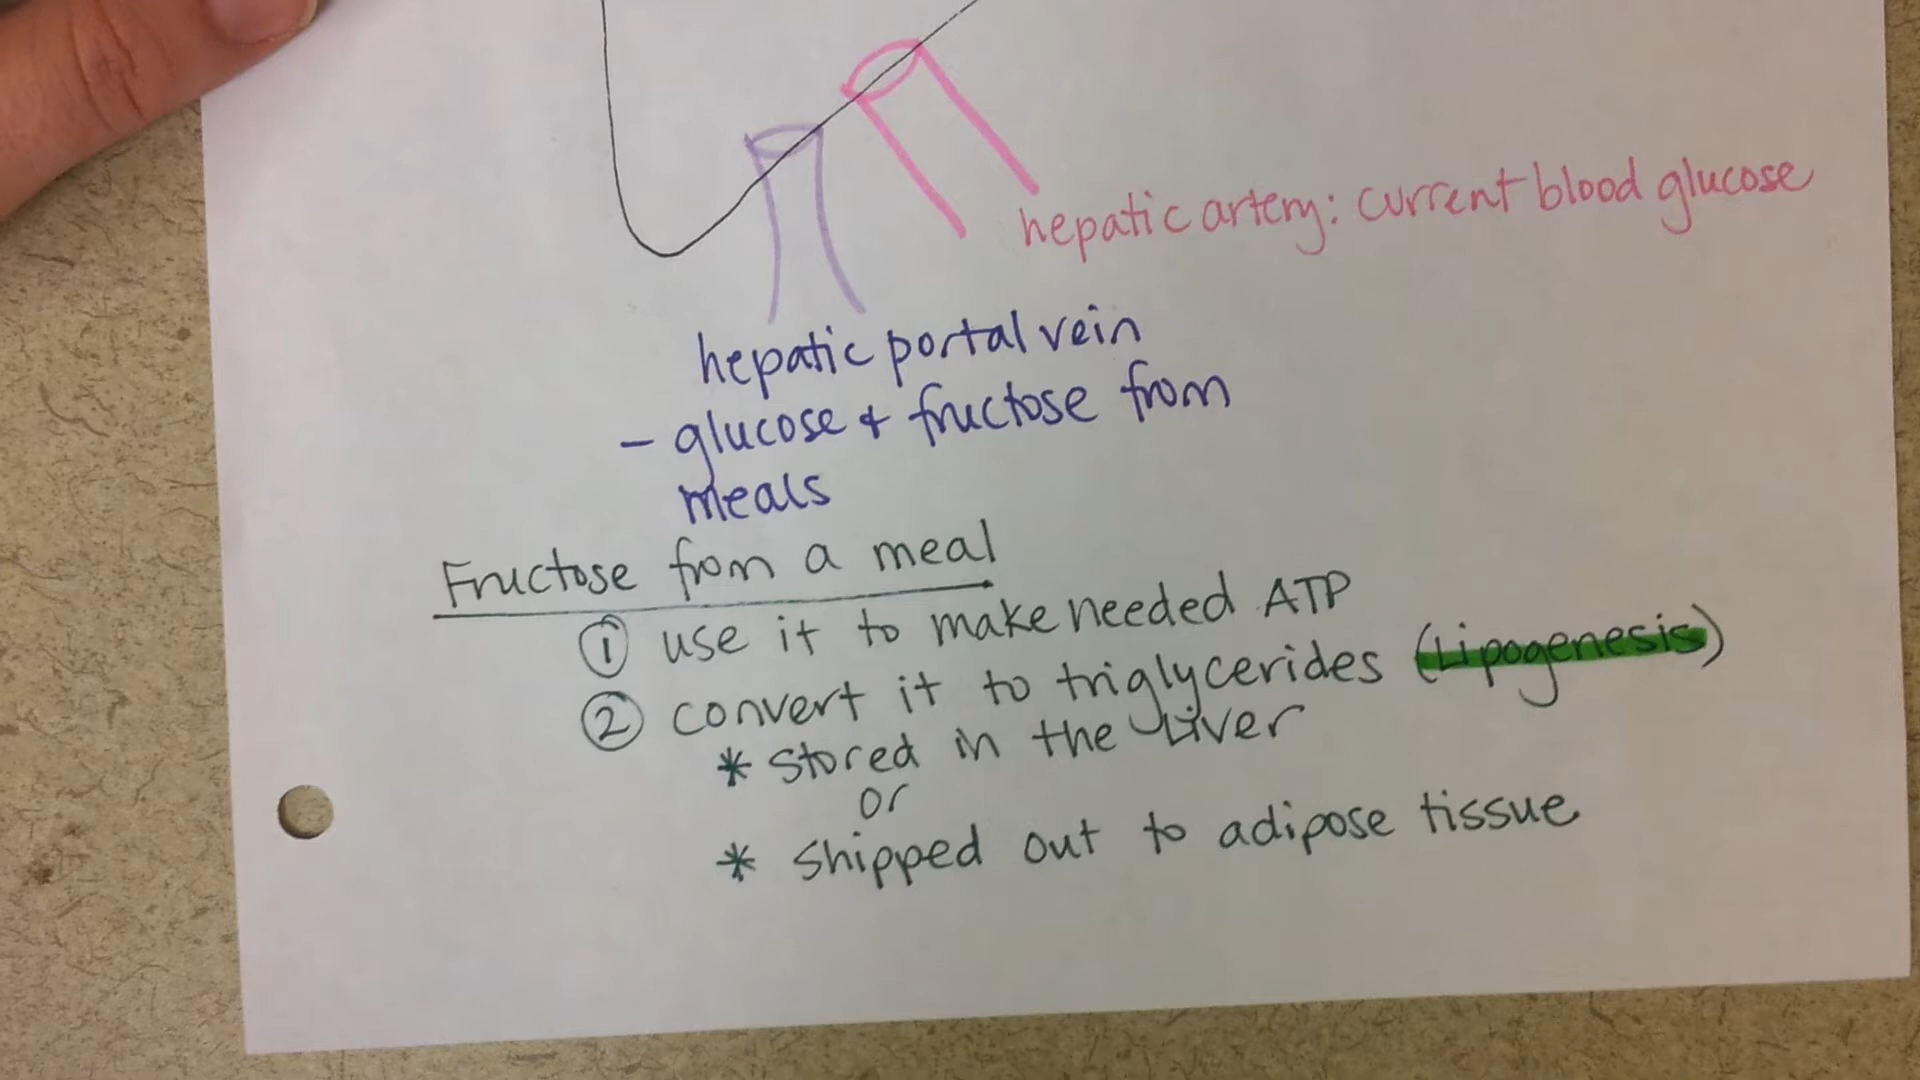 hepatic artery: current blood glucose
hepatic portal vein
- glucose & fructose from
meals
Fructose from a meal
① use it to make needed ATP
② convert it to triglycerides (Lipogenesis)
* stored in the Liver
or
* shipped out to adipose tissue